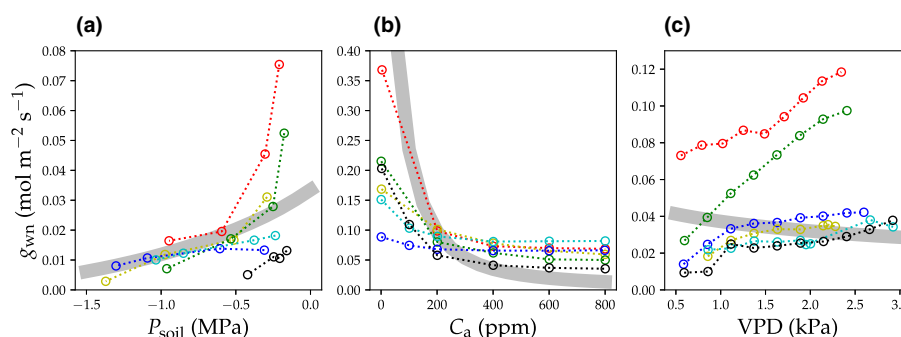 (a) (b) (c)
0.08 0.40
0.07 0.35 0.12
0.06 0.30 0.10
0.05 0.25 0.08
0.04 0.20
0.03 0.15 0.06
0.02 0.10 0.04
0.01 0.05 0.02
0.00 0.00 0.00
−1.5 −1.0 −0.5 0.0 0 200 400 600 800 0.5 1.0 1.5 2.0 2.5 3.
g_wn (mol m⁻² s⁻¹)
P_soil (MPa) C_a (ppm) VPD (kPa)